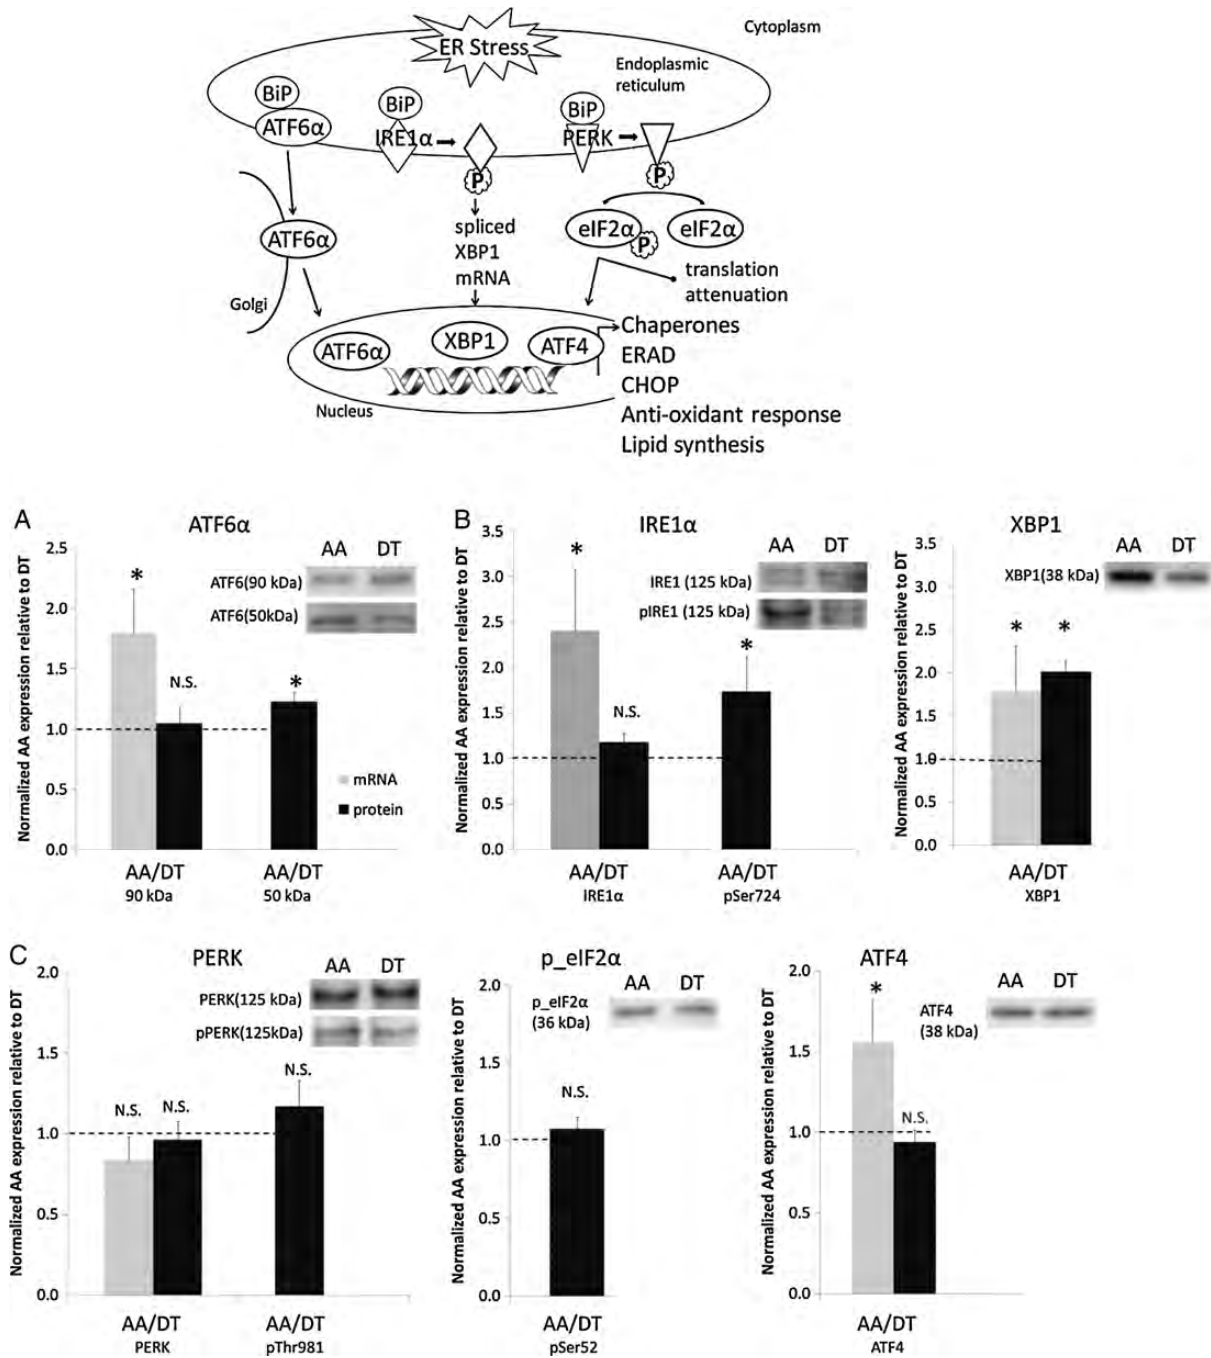 Cytoplasm
ER Stress
Endoplasmic
reticulum
BiP
BiP
BiP
ATF6α
IRE1α
PERK
P
P
ATF6α
spliced
XBP1
mRNA
eIF2α
P
eIF2α
translation
attenuation
Golgi
ATF6α
XBP1
ATF4
Nucleus
Chaperones
ERAD
CHOP
Anti-oxidant response
Lipid synthesis
A
ATF6α
Normalized AA expression relative to DT
2.5
2.0
1.5
1.0
0.5
0.0
AA DT
ATF6(90 kDa)
ATF6(50kDa)
*
N.S.
*
mRNA
protein
AA/DT
90 kDa
AA/DT
50 kDa
B
IRE1α
Normalized AA expression relative to DT
3.5
3.0
2.5
2.0
1.5
1.0
0.5
0.0
AA DT
IRE1 (125 kDa)
pIRE1 (125 kDa)
*
N.S.
*
AA/DT
IRE1α
AA/DT
pSer724
XBP1
Normalized AA expression relative to DT
3.5
3.0
2.5
2.0
1.5
1.0
0.5
0.0
AA DT
XBP1(38 kDa)
* *
AA/DT
XBP1
C
PERK
Normalized AA expression relative to DT
2.0
1.5
1.0
0.5
0.0
AA DT
PERK(125 kDa)
pPERK(125kDa)
N.S.
N.S.
N.S.
AA/DT
PERK
AA/DT
pThr981
p_eIF2α
Normalized AA expression relative to DT
2.0
1.5
1.0
0.5
0.0
AA DT
p_eIF2α
(36 kDa)
N.S.
AA/DT
pSer52
ATF4
Normalized AA expression relative to DT
2.0
1.5
1.0
0.5
0.0
AA DT
ATF4
(38 kDa)
*
N.S.
AA/DT
ATF4